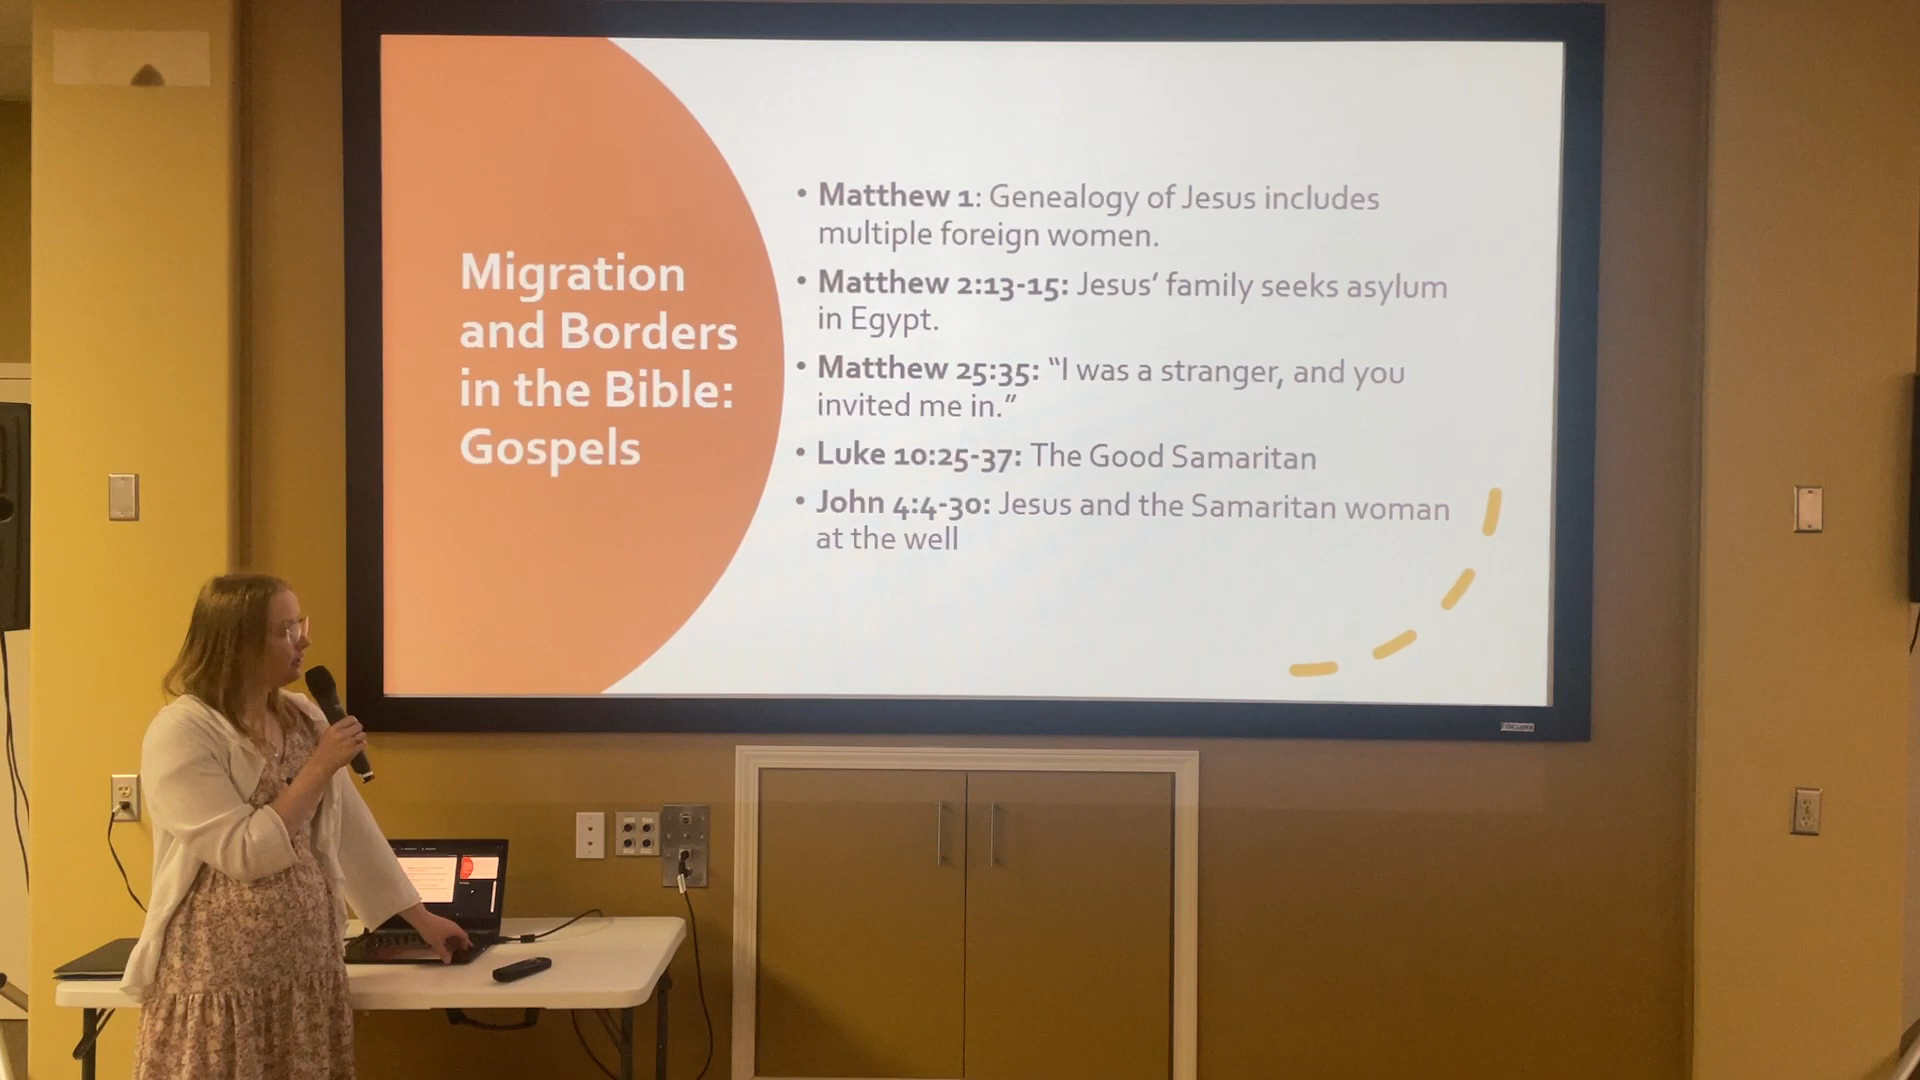 Migration
and Borders
in the Bible:
Gospels
• Matthew 1: Genealogy of Jesus includes
multiple foreign women.
• Matthew 2:13-15: Jesus’ family seeks asylum
in Egypt.
• Matthew 25:35: “I was a stranger, and you
invited me in.”
• Luke 10:25-37: The Good Samaritan
• John 4:4-30: Jesus and the Samaritan woman
at the well